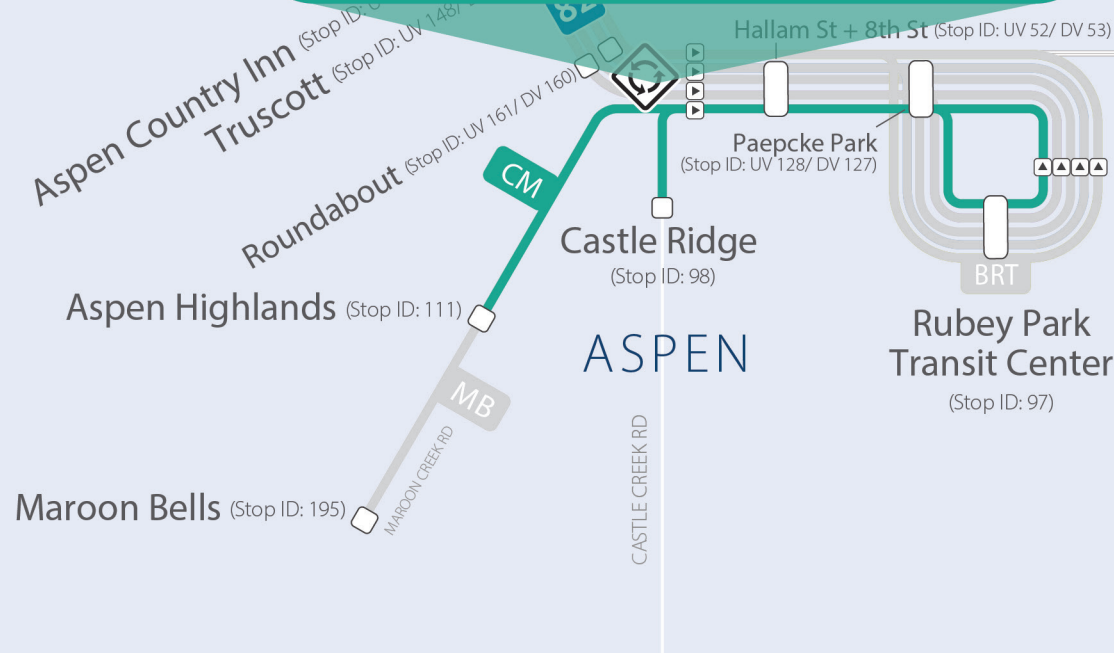 Aspen Country Inn (Stop ID:
Truscott (Stop ID: UV 148/
82
Hallam St + 8th St (Stop ID: UV 52/ DV 53)
Roundabout (Stop ID: UV 161/ DV 160)
Paepcke Park
(Stop ID: UV 128/ DV 127)
CM
Castle Ridge
(Stop ID: 98)
BRT
Aspen Highlands (Stop ID: 111)
Rubey Park
Transit Center
(Stop ID: 97)
ASPEN
MB
MAROON CREEK RD
CASTLE CREEK RD
Maroon Bells (Stop ID: 195)